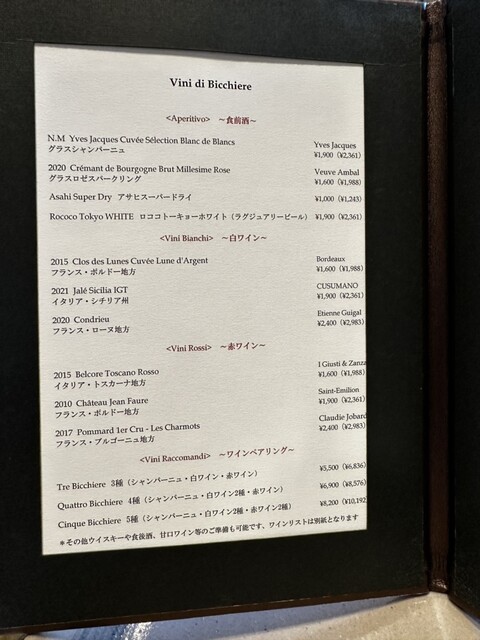 Vini di Bicchiere
<Aperitivo> ～食前酒～
N.M Yves Jacques Cuvée Sélection Blanc de Blancs Yves Jacques
グラスシャンパーニュ ¥1,900 (¥2,361)
2020 Crémant de Bourgogne Brut Millesime Rose Veuve Ambal
グラスロゼスパークリング ¥1,600 (¥1,988)
Asahi Super Dry アサヒスーパードライ ¥1,000 (¥1,243)
Rococo Tokyo WHITE ロココトーキョーホワイト（ラグジュアリービール） ¥1,900 (¥2,361)
<Vini Bianchi> ～白ワイン～
2015 Clos des Lunes Cuvée Lune d'Argent Bordeaux
フランス・ボルドー地方 ¥1,600 (¥1,988)
2021 Jalé Sicilia IGT CUSUMANO
イタリア・シチリア州 ¥1,900 (¥2,361)
2020 Condrieu Etienne Guigal
フランス・ローヌ地方 ¥2,400 (¥2,983)
<Vini Rossi> ～赤ワイン～
2015 Belcore Toscano Rosso I Giusti & Zanza
イタリア・トスカーナ地方 ¥1,600 (¥1,988)
2010 Château Jean Faure Saint-Emilion
フランス・ボルドー地方 ¥1,900 (¥2,361)
2017 Pommard 1er Cru - Les Charmots Claudie Jobard
フランス・ブルゴーニュ地方 ¥2,400 (¥2,983)
<Vini Raccomandi> ～ワインペアリング～
Tre Bicchiere 3種（シャンパーニュ・白ワイン・赤ワイン） ¥5,500 (¥6,836)
Quattro Bicchiere 4種（シャンパーニュ・白ワイン2種・赤ワイン） ¥6,900 (¥8,576)
Cinque Bicchiere 5種（シャンパーニュ・白ワイン2種・赤ワイン2種） ¥8,200 (¥10,192)
＊その他ウイスキーや食後酒、甘口ワイン等のご準備も可能です、ワインリストは別紙となります